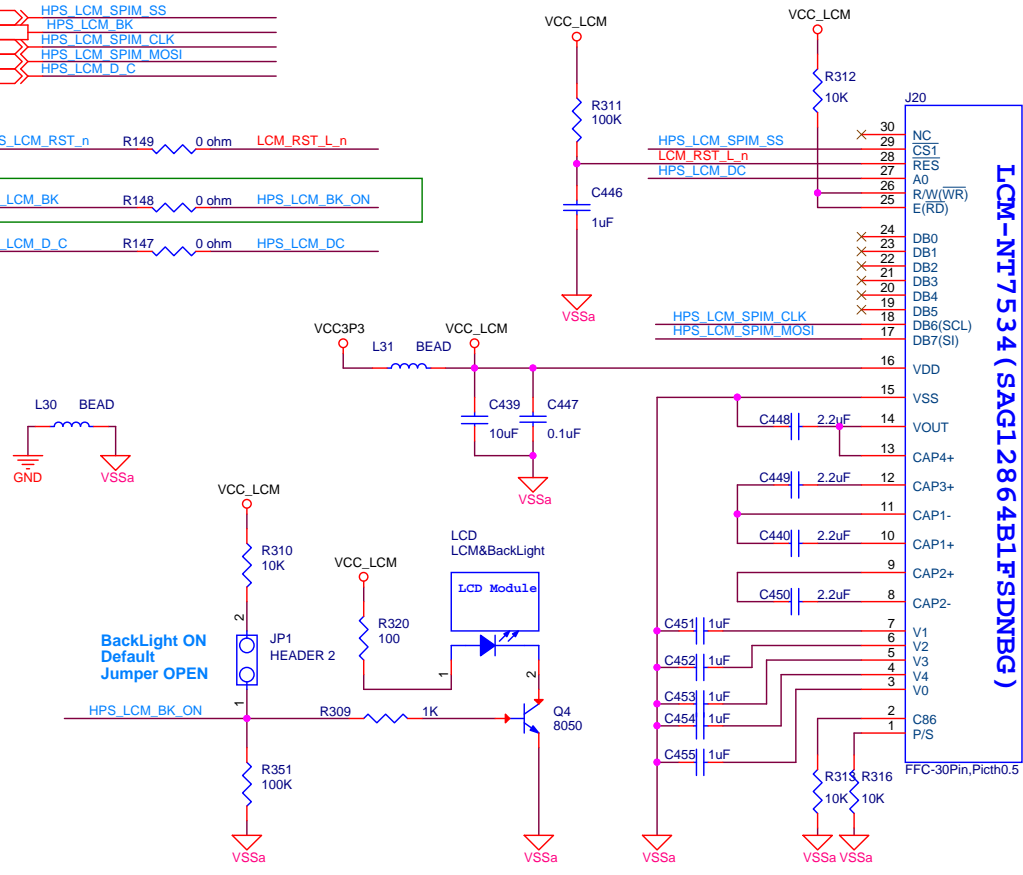 HPS_LCM_SPIM_SS
HPS_LCM_BK
HPS_LCM_SPIM_CLK
HPS_LCM_SPIM_MOSI
HPS_LCM_D_C
S_LCM_RST_n R149 0 ohm LCM_RST_L_n
_LCM_BK R148 0 ohm HPS_LCM_BK_ON
_LCM_D_C R147 0 ohm HPS_LCM_DC
VCC_LCM
R311
100K
C446
1uF
VSSa
VCC_LCM
R312
10K
HPS_LCM_SPIM_SS
LCM_RST_L_n
HPS_LCM_DC
HPS_LCM_SPIM_CLK
HPS_LCM_SPIM_MOSI
J20
30 NC
29 CS1
28 RES
27 A0
26 R/W(WR)
25 E(RD)
24 DB0
23 DB1
22 DB2
21 DB3
20 DB4
19 DB5
18 DB6(SCL)
17 DB7(SI)
16 VDD
15 VSS
14 VOUT
13 CAP4+
12 CAP3+
11 CAP1-
10 CAP1+
9 CAP2+
8 CAP2-
7 V1
6 V2
5 V3
4 V4
3 V0
2 C86
1 P/S
LCM-NT7534(SAG12864B1FSDNBG)
FFC-30Pin,Picth0.5
VCC3P3
L31 BEAD
VCC_LCM
C439
10uF
C447
0.1uF
VSSa
L30 BEAD
GND
VSSa
C448 2.2uF
C449 2.2uF
C440 2.2uF
C450 2.2uF
C451 1uF
C452 1uF
C453 1uF
C454 1uF
C455 1uF
VSSa
R316
10K 10K
VSSa VSSa
VCC_LCM
R310
10K
2
JP1
HEADER 2
1
BackLight ON
Default
Jumper OPEN
HPS_LCM_BK_ON
R351
100K
VSSa
VCC_LCM
R320
100
LCD
LCM&BackLight
LCD Module
1
2
R309 1K
Q4
8050
VSSa